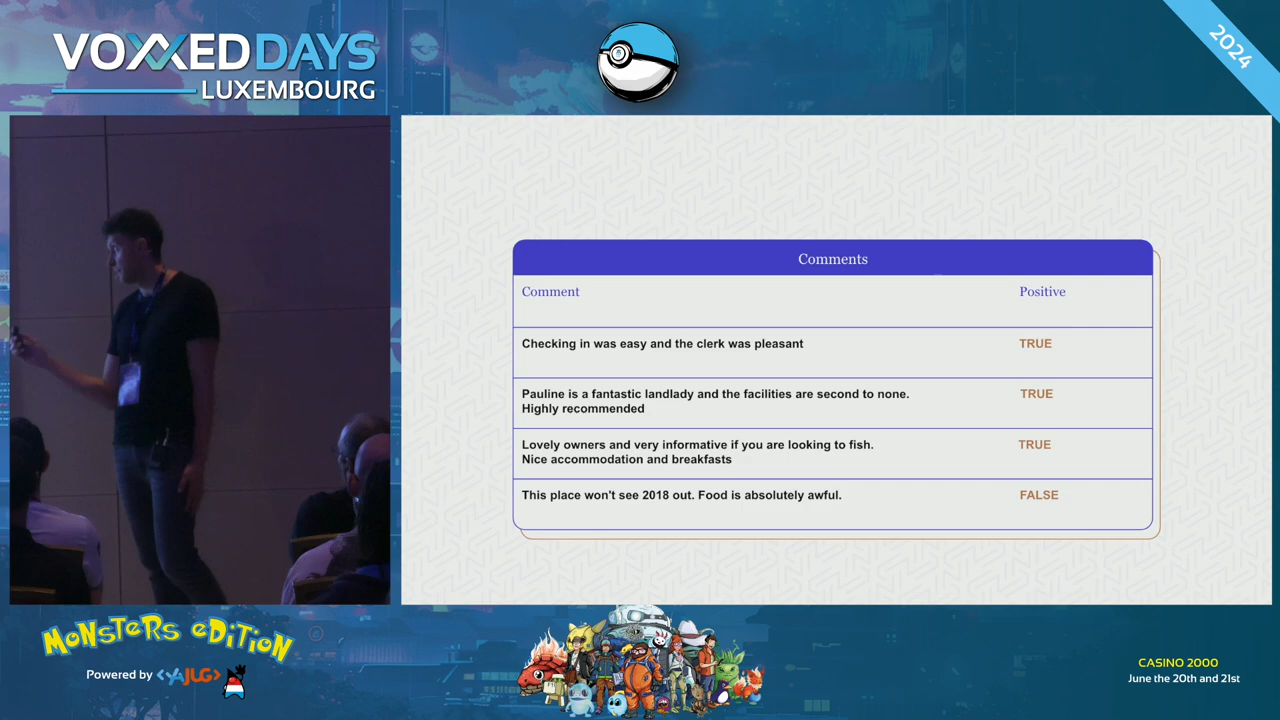 VOXXEDDAYS
LUXEMBOURG
2024
Comments
Comment Positive
Checking in was easy and the clerk was pleasant TRUE
Pauline is a fantastic landlady and the facilities are second to none. TRUE
Highly recommended
Lovely owners and very informative if you are looking to fish. TRUE
Nice accommodation and breakfasts
This place won't see 2018 out. Food is absolutely awful. FALSE
MONSTERS EDITION
Powered by <YAJUG>
CASINO 2000
June the 20th and 21st